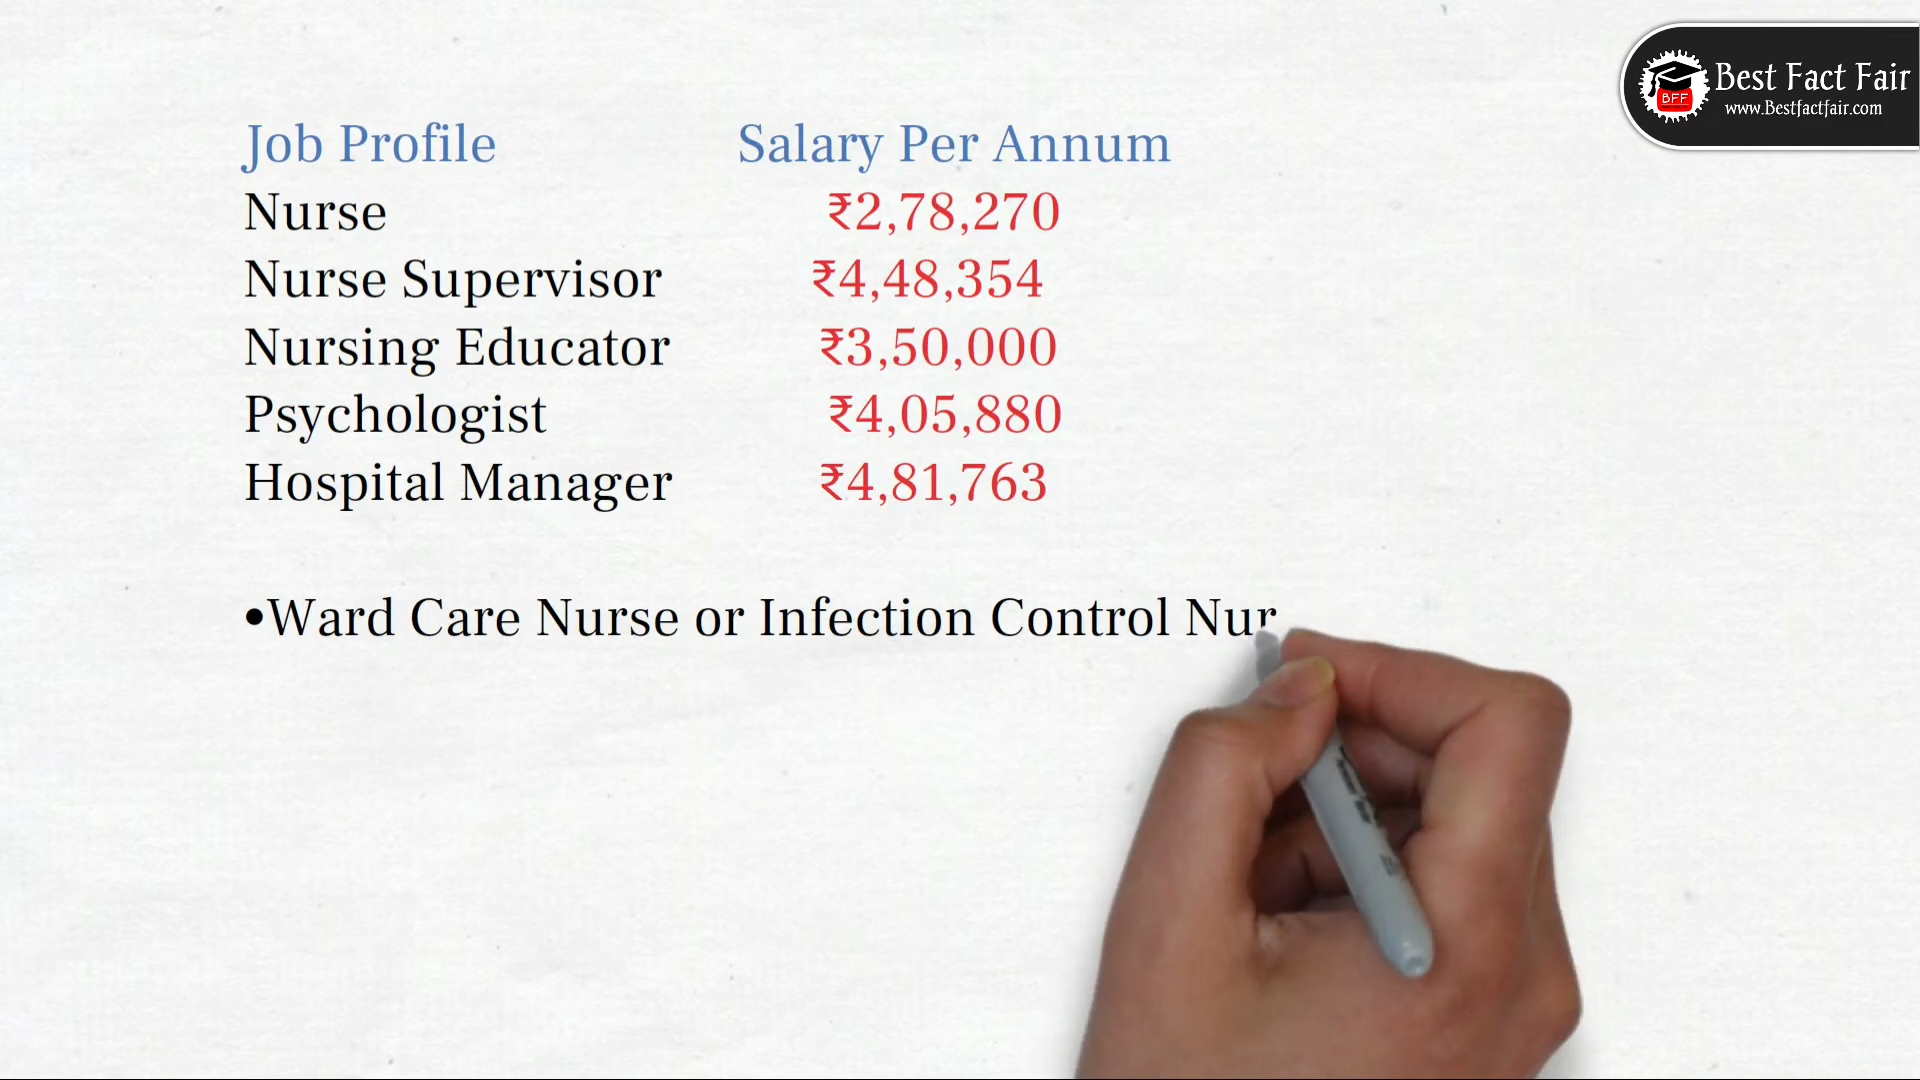 Best Fact Fair
BFF
www.Bestfactfair.com
Job Profile Salary Per Annum
Nurse ₹2,78,270
Nurse Supervisor ₹4,48,354
Nursing Educator ₹3,50,000
Psychologist ₹4,05,880
Hospital Manager ₹4,81,763
•Ward Care Nurse or Infection Control Nur